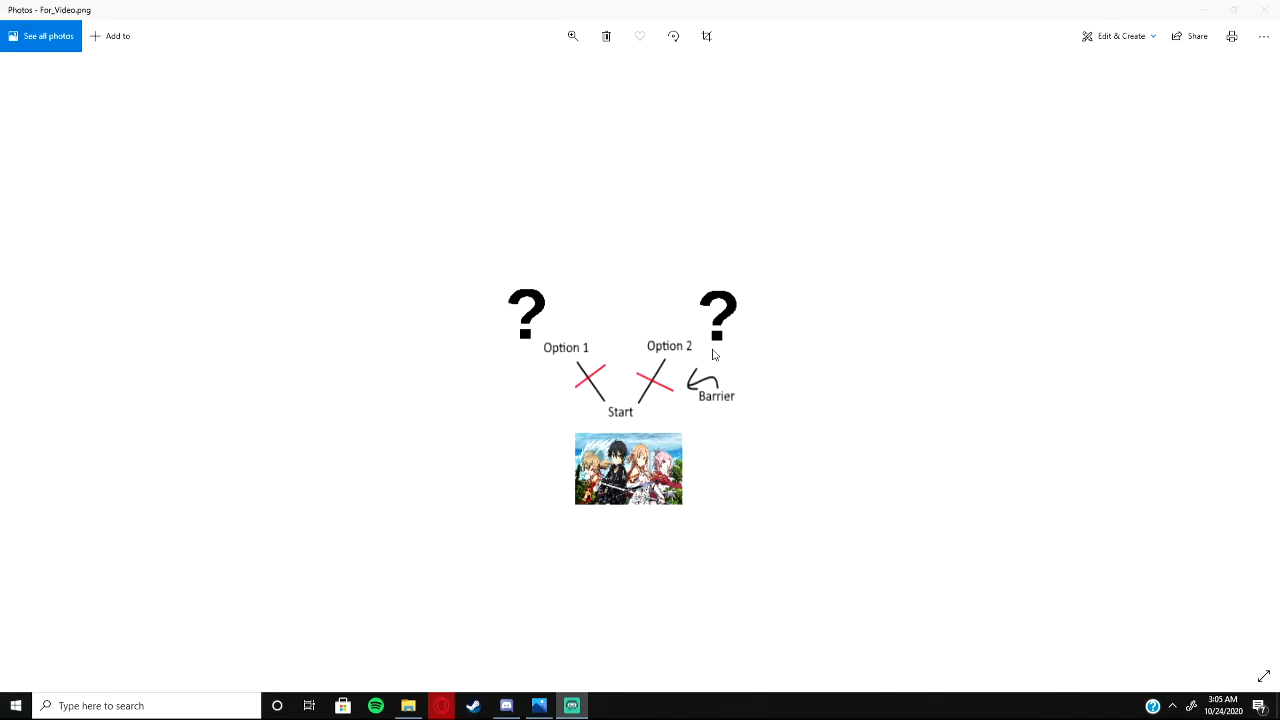 Photos - For_Video.png
See all photos
Add to
Edit & Create
Share
?
?
Option 1
Option 2
Barrier
Start
Type here to search
3:05 AM
10/24/2020